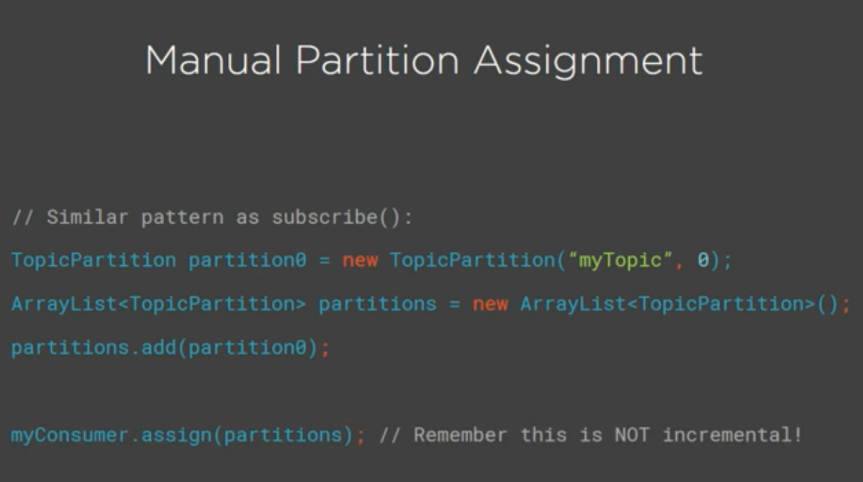 Manual Partition Assignment
// Similar pattern as subscribe():
TopicPartition partition0 = new TopicPartition(“myTopic”, 0);
ArrayList<TopicPartition> partitions = new ArrayList<TopicPartition>();
partitions.add(partition0);
myConsumer.assign(partitions); // Remember this is NOT incremental!